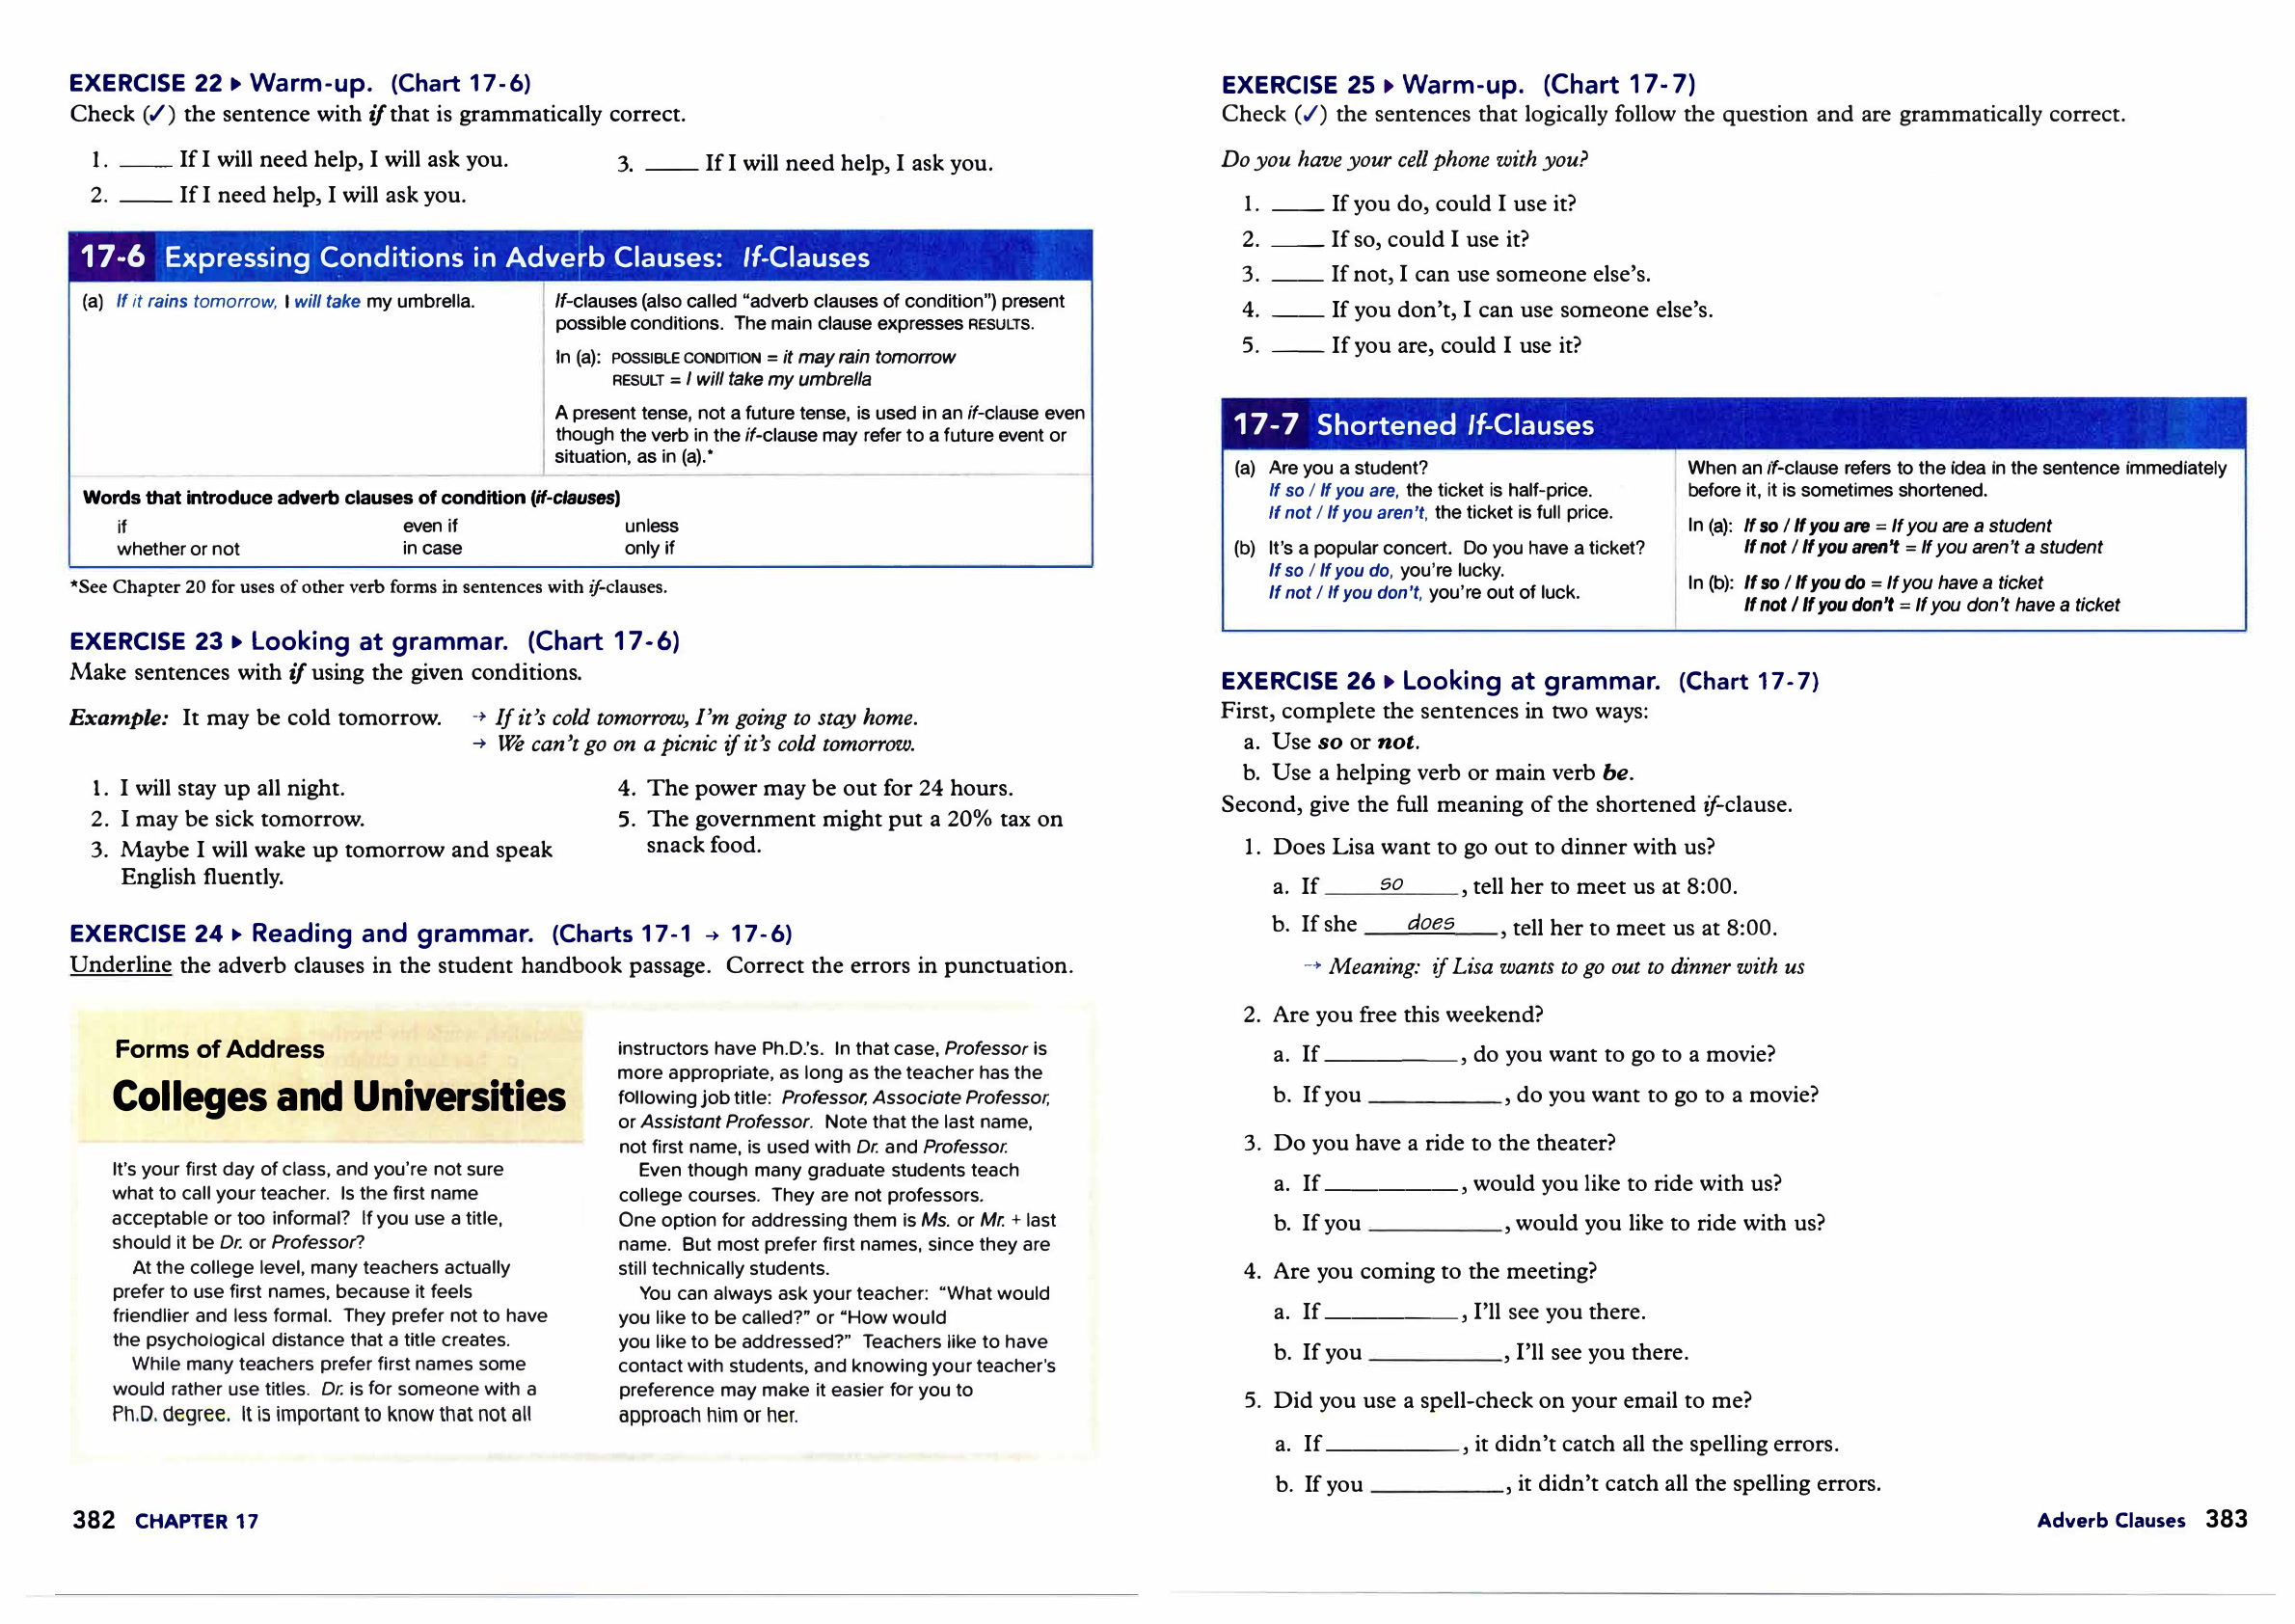 EXERCISE 22 ▸ Warm-up. (Chart 17-6)
Check (✓) the sentence with if that is grammatically correct.
1. ____ If I will need help, I will ask you.
2. ____ If I need help, I will ask you.
3. ____ If I will need help, I ask you.
17-6 Expressing Conditions in Adverb Clauses: If-Clauses
(a) If it rains tomorrow, I will take my umbrella.
If-clauses (also called “adverb clauses of condition”) present
possible conditions. The main clause expresses RESULTS.
In (a): POSSIBLE CONDITION = it may rain tomorrow
RESULT = I will take my umbrella
A present tense, not a future tense, is used in an if-clause even
though the verb in the if-clause may refer to a future event or
situation, as in (a).*
Words that introduce adverb clauses of condition (if-clauses)
if even if unless
whether or not in case only if
*See Chapter 20 for uses of other verb forms in sentences with if-clauses.
EXERCISE 23 ▸ Looking at grammar. (Chart 17-6)
Make sentences with if using the given conditions.
Example: It may be cold tomorrow. → If it’s cold tomorrow, I’m going to stay home.
→ We can’t go on a picnic if it’s cold tomorrow.
1. I will stay up all night.
2. I may be sick tomorrow.
3. Maybe I will wake up tomorrow and speak
English fluently.
4. The power may be out for 24 hours.
5. The government might put a 20% tax on
snack food.
EXERCISE 24 ▸ Reading and grammar. (Charts 17-1 → 17-6)
Underline the adverb clauses in the student handbook passage. Correct the errors in punctuation.
Forms of Address
Colleges and Universities
It’s your first day of class, and you’re not sure
what to call your teacher. Is the first name
acceptable or too informal? If you use a title,
should it be Dr. or Professor?
At the college level, many teachers actually
prefer to use first names, because it feels
friendlier and less formal. They prefer not to have
the psychological distance that a title creates.
While many teachers prefer first names some
would rather use titles. Dr. is for someone with a
Ph.D. degree. It is important to know that not all
instructors have Ph.D.’s. In that case, Professor is
more appropriate, as long as the teacher has the
following job title: Professor, Associate Professor,
or Assistant Professor. Note that the last name,
not first name, is used with Dr. and Professor.
Even though many graduate students teach
college courses. They are not professors.
One option for addressing them is Ms. or Mr. + last
name. But most prefer first names, since they are
still technically students.
You can always ask your teacher: “What would
you like to be called?” or “How would
you like to be addressed?” Teachers like to have
contact with students, and knowing your teacher’s
preference may make it easier for you to
approach him or her.
382 CHAPTER 17
EXERCISE 25 ▸ Warm-up. (Chart 17-7)
Check (✓) the sentences that logically follow the question and are grammatically correct.
Do you have your cell phone with you?
1. ____ If you do, could I use it?
2. ____ If so, could I use it?
3. ____ If not, I can use someone else’s.
4. ____ If you don’t, I can use someone else’s.
5. ____ If you are, could I use it?
17-7 Shortened If-Clauses
(a) Are you a student?
If so / If you are, the ticket is half-price.
If not / If you aren’t, the ticket is full price.
(b) It’s a popular concert. Do you have a ticket?
If so / If you do, you’re lucky.
If not / If you don’t, you’re out of luck.
When an if-clause refers to the idea in the sentence immediately
before it, it is sometimes shortened.
In (a): If so / If you are = If you are a student
If not / If you aren’t = If you aren’t a student
In (b): If so / If you do = If you have a ticket
If not / If you don’t = If you don’t have a ticket
EXERCISE 26 ▸ Looking at grammar. (Chart 17-7)
First, complete the sentences in two ways:
a. Use so or not.
b. Use a helping verb or main verb be.
Second, give the full meaning of the shortened if-clause.
1. Does Lisa want to go out to dinner with us?
a. If ____so____, tell her to meet us at 8:00.
b. If she ____does____, tell her to meet us at 8:00.
→ Meaning: if Lisa wants to go out to dinner with us
2. Are you free this weekend?
a. If __________, do you want to go to a movie?
b. If you __________, do you want to go to a movie?
3. Do you have a ride to the theater?
a. If __________, would you like to ride with us?
b. If you __________, would you like to ride with us?
4. Are you coming to the meeting?
a. If __________, I’ll see you there.
b. If you __________, I’ll see you there.
5. Did you use a spell-check on your email to me?
a. If __________, it didn’t catch all the spelling errors.
b. If you __________, it didn’t catch all the spelling errors.
Adverb Clauses 383